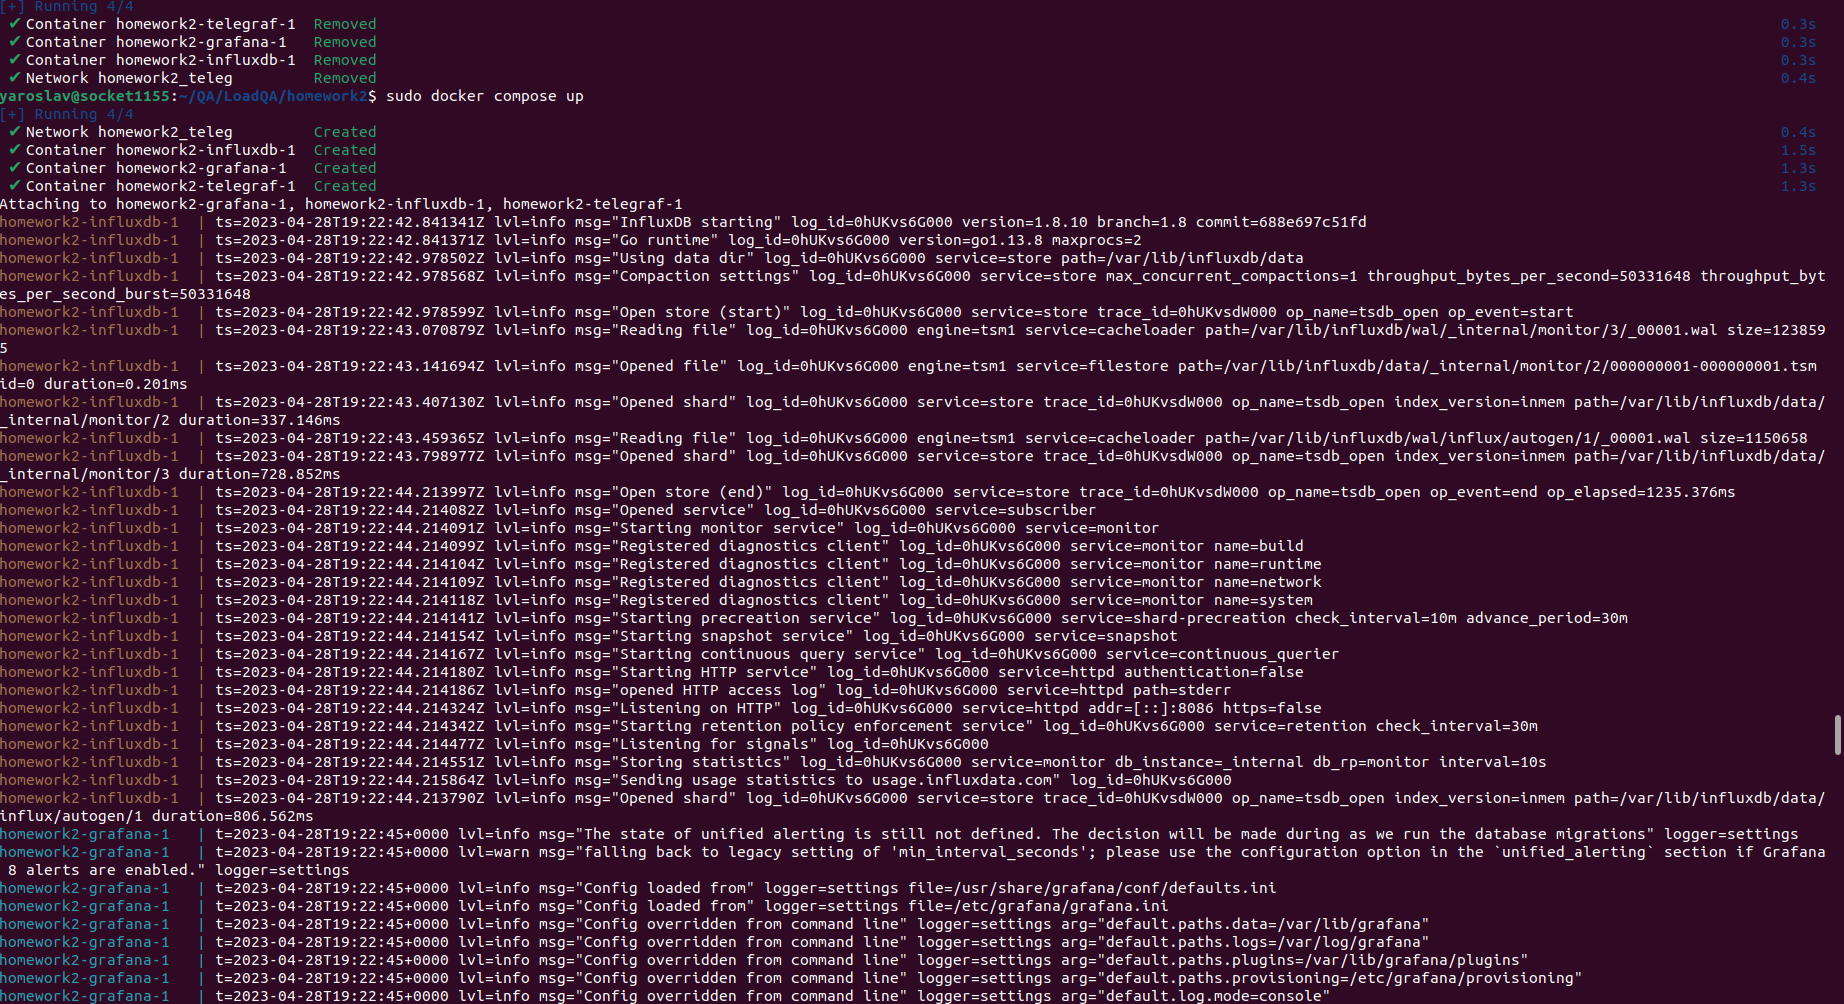 [+] Running 4/4
✔ Container homework2-telegraf-1  Removed 0.3s
✔ Container homework2-grafana-1   Removed 0.3s
✔ Container homework2-influxdb-1  Removed 0.3s
✔ Network homework2_teleg         Removed 0.4s
yaroslav@socket1155:~/QA/LoadQA/homework2$ sudo docker compose up
[+] Running 4/4
✔ Network homework2_teleg         Created 0.4s
✔ Container homework2-influxdb-1  Created 1.5s
✔ Container homework2-grafana-1   Created 1.3s
✔ Container homework2-telegraf-1  Created 1.3s
Attaching to homework2-grafana-1, homework2-influxdb-1, homework2-telegraf-1
homework2-influxdb-1  | ts=2023-04-28T19:22:42.841341Z lvl=info msg="InfluxDB starting" log_id=0hUKvs6G000 version=1.8.10 branch=1.8 commit=688e697c51fd
homework2-influxdb-1  | ts=2023-04-28T19:22:42.841371Z lvl=info msg="Go runtime" log_id=0hUKvs6G000 version=go1.13.8 maxprocs=2
homework2-influxdb-1  | ts=2023-04-28T19:22:42.978502Z lvl=info msg="Using data dir" log_id=0hUKvs6G000 service=store path=/var/lib/influxdb/data
homework2-influxdb-1  | ts=2023-04-28T19:22:42.978568Z lvl=info msg="Compaction settings" log_id=0hUKvs6G000 service=store max_concurrent_compactions=1 throughput_bytes_per_second=50331648 throughput_byt
es_per_second_burst=50331648
homework2-influxdb-1  | ts=2023-04-28T19:22:42.978599Z lvl=info msg="Open store (start)" log_id=0hUKvs6G000 service=store trace_id=0hUKvsdW000 op_name=tsdb_open op_event=start
homework2-influxdb-1  | ts=2023-04-28T19:22:43.070879Z lvl=info msg="Reading file" log_id=0hUKvs6G000 engine=tsm1 service=cacheloader path=/var/lib/influxdb/wal/_internal/monitor/3/_00001.wal size=123859
5
homework2-influxdb-1  | ts=2023-04-28T19:22:43.141694Z lvl=info msg="Opened file" log_id=0hUKvs6G000 engine=tsm1 service=filestore path=/var/lib/influxdb/data/_internal/monitor/2/000000001-000000001.tsm
id=0 duration=0.201ms
homework2-influxdb-1  | ts=2023-04-28T19:22:43.407130Z lvl=info msg="Opened shard" log_id=0hUKvs6G000 service=store trace_id=0hUKvsdW000 op_name=tsdb_open index_version=inmem path=/var/lib/influxdb/data/
_internal/monitor/2 duration=337.146ms
homework2-influxdb-1  | ts=2023-04-28T19:22:43.459365Z lvl=info msg="Reading file" log_id=0hUKvs6G000 engine=tsm1 service=cacheloader path=/var/lib/influxdb/wal/influx/autogen/1/_00001.wal size=1150658
homework2-influxdb-1  | ts=2023-04-28T19:22:43.798977Z lvl=info msg="Opened shard" log_id=0hUKvs6G000 service=store trace_id=0hUKvsdW000 op_name=tsdb_open index_version=inmem path=/var/lib/influxdb/data/
_internal/monitor/3 duration=728.852ms
homework2-influxdb-1  | ts=2023-04-28T19:22:44.213997Z lvl=info msg="Open store (end)" log_id=0hUKvs6G000 service=store trace_id=0hUKvsdW000 op_name=tsdb_open op_event=end op_elapsed=1235.376ms
homework2-influxdb-1  | ts=2023-04-28T19:22:44.214082Z lvl=info msg="Opened service" log_id=0hUKvs6G000 service=subscriber
homework2-influxdb-1  | ts=2023-04-28T19:22:44.214091Z lvl=info msg="Starting monitor service" log_id=0hUKvs6G000 service=monitor
homework2-influxdb-1  | ts=2023-04-28T19:22:44.214099Z lvl=info msg="Registered diagnostics client" log_id=0hUKvs6G000 service=monitor name=build
homework2-influxdb-1  | ts=2023-04-28T19:22:44.214104Z lvl=info msg="Registered diagnostics client" log_id=0hUKvs6G000 service=monitor name=runtime
homework2-influxdb-1  | ts=2023-04-28T19:22:44.214109Z lvl=info msg="Registered diagnostics client" log_id=0hUKvs6G000 service=monitor name=network
homework2-influxdb-1  | ts=2023-04-28T19:22:44.214118Z lvl=info msg="Registered diagnostics client" log_id=0hUKvs6G000 service=monitor name=system
homework2-influxdb-1  | ts=2023-04-28T19:22:44.214141Z lvl=info msg="Starting precreation service" log_id=0hUKvs6G000 service=shard-precreation check_interval=10m advance_period=30m
homework2-influxdb-1  | ts=2023-04-28T19:22:44.214154Z lvl=info msg="Starting snapshot service" log_id=0hUKvs6G000 service=snapshot
homework2-influxdb-1  | ts=2023-04-28T19:22:44.214167Z lvl=info msg="Starting continuous query service" log_id=0hUKvs6G000 service=continuous_querier
homework2-influxdb-1  | ts=2023-04-28T19:22:44.214180Z lvl=info msg="Starting HTTP service" log_id=0hUKvs6G000 service=httpd authentication=false
homework2-influxdb-1  | ts=2023-04-28T19:22:44.214186Z lvl=info msg="opened HTTP access log" log_id=0hUKvs6G000 service=httpd path=stderr
homework2-influxdb-1  | ts=2023-04-28T19:22:44.214324Z lvl=info msg="Listening on HTTP" log_id=0hUKvs6G000 service=httpd addr=[::]:8086 https=false
homework2-influxdb-1  | ts=2023-04-28T19:22:44.214342Z lvl=info msg="Starting retention policy enforcement service" log_id=0hUKvs6G000 service=retention check_interval=30m
homework2-influxdb-1  | ts=2023-04-28T19:22:44.214477Z lvl=info msg="Listening for signals" log_id=0hUKvs6G000
homework2-influxdb-1  | ts=2023-04-28T19:22:44.214551Z lvl=info msg="Storing statistics" log_id=0hUKvs6G000 service=monitor db_instance=_internal db_rp=monitor interval=10s
homework2-influxdb-1  | ts=2023-04-28T19:22:44.215864Z lvl=info msg="Sending usage statistics to usage.influxdata.com" log_id=0hUKvs6G000
homework2-influxdb-1  | ts=2023-04-28T19:22:44.213790Z lvl=info msg="Opened shard" log_id=0hUKvs6G000 service=store trace_id=0hUKvsdW000 op_name=tsdb_open index_version=inmem path=/var/lib/influxdb/data/
influx/autogen/1 duration=806.562ms
homework2-grafana-1   | t=2023-04-28T19:22:45+0000 lvl=info msg="The state of unified alerting is still not defined. The decision will be made during as we run the database migrations" logger=settings
homework2-grafana-1   | t=2023-04-28T19:22:45+0000 lvl=warn msg="falling back to legacy setting of 'min_interval_seconds'; please use the configuration option in the `unified_alerting` section if Grafana
8 alerts are enabled." logger=settings
homework2-grafana-1   | t=2023-04-28T19:22:45+0000 lvl=info msg="Config loaded from" logger=settings file=/usr/share/grafana/conf/defaults.ini
homework2-grafana-1   | t=2023-04-28T19:22:45+0000 lvl=info msg="Config loaded from" logger=settings file=/etc/grafana/grafana.ini
homework2-grafana-1   | t=2023-04-28T19:22:45+0000 lvl=info msg="Config overridden from command line" logger=settings arg="default.paths.data=/var/lib/grafana"
homework2-grafana-1   | t=2023-04-28T19:22:45+0000 lvl=info msg="Config overridden from command line" logger=settings arg="default.paths.logs=/var/log/grafana"
homework2-grafana-1   | t=2023-04-28T19:22:45+0000 lvl=info msg="Config overridden from command line" logger=settings arg="default.paths.plugins=/var/lib/grafana/plugins"
homework2-grafana-1   | t=2023-04-28T19:22:45+0000 lvl=info msg="Config overridden from command line" logger=settings arg="default.paths.provisioning=/etc/grafana/provisioning"
homework2-grafana-1   | t=2023-04-28T19:22:45+0000 lvl=info msg="Config overridden from command line" logger=settings arg="default.log.mode=console"